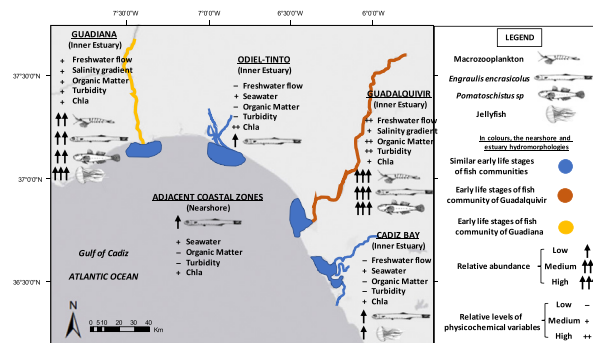 7°30'0"W
7°0'0"W
6°30'0"W
6°0'0"W
37°30'0"N
37°0'0"N
36°30'0"N
GUADIANA
(Inner Estuary)
+ Freshwater flow
+ Salinity gradient
+ Organic Matter
+ Turbidity
+ Chla
ODIEL-TINTO
(Inner Estuary)
− Freshwater flow
+ Seawater
− Organic Matter
− Turbidity
++ Chla
GUADALQUIVIR
(Inner Estuary)
++ Freshwater flow
+ Salinity gradient
++ Organic Matter
++ Turbidity
+ Chla
ADJACENT COASTAL ZONES
(Nearshore)
+ Seawater
− Organic Matter
− Turbidity
+ Chla
CADIZ BAY
(Inner Estuary)
− Freshwater flow
+ Seawater
− Organic Matter
− Turbidity
+ Chla
Gulf of Cadiz
ATLANTIC OCEAN
N
0 5 10 20 30 40
Km
LEGEND
Macrozooplankton
Engraulis encrasicolus
Pomatoschistus sp
Jellyfish
In colours, the nearshore and
estuary hydromorphologies
Similar early life stages
of fish communities
Early life stages of fish
community of Guadalquivir
Early life stages of fish
community of Guadiana
Relative abundance
Low
Medium
High
Relative levels of
physicochemical variables
Low −
Medium +
High ++